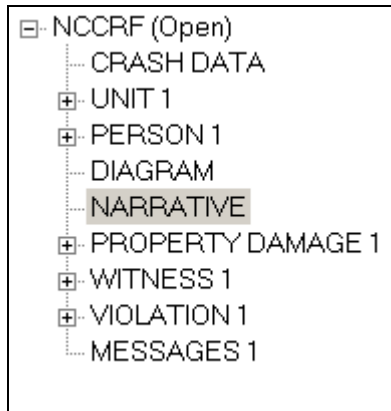 NCCRF (Open)
CRASH DATA
UNIT 1
PERSON 1
DIAGRAM
NARRATIVE
PROPERTY DAMAGE 1
WITNESS 1
VIOLATION 1
MESSAGES 1